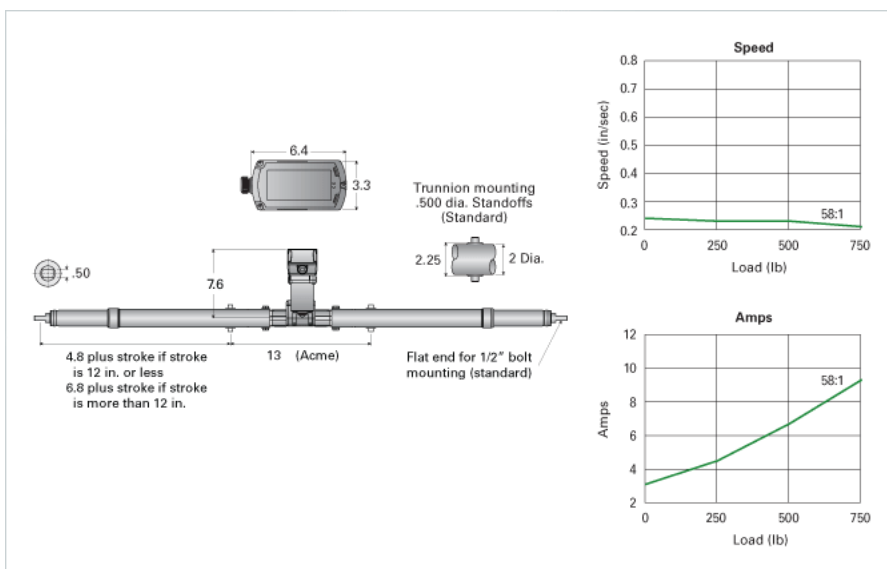 6.4
3.3
Trunnion mounting
.500 dia. Standoffs
(Standard)
2.25
2 Dia.
.50
7.6
4.8 plus stroke if stroke
is 12 in. or less
6.8 plus stroke if stroke
is more than 12 in.
13 (Acme)
Flat end for 1/2" bolt
mounting (standard)
Speed
Speed (in/sec)
0.8
0.7
0.6
0.5
0.4
0.3
0.2
58:1
0 250 500 750
Load (lb)
Amps
Amps
12
10
8
6
4
2
58:1
0 250 500 750
Load (lb)